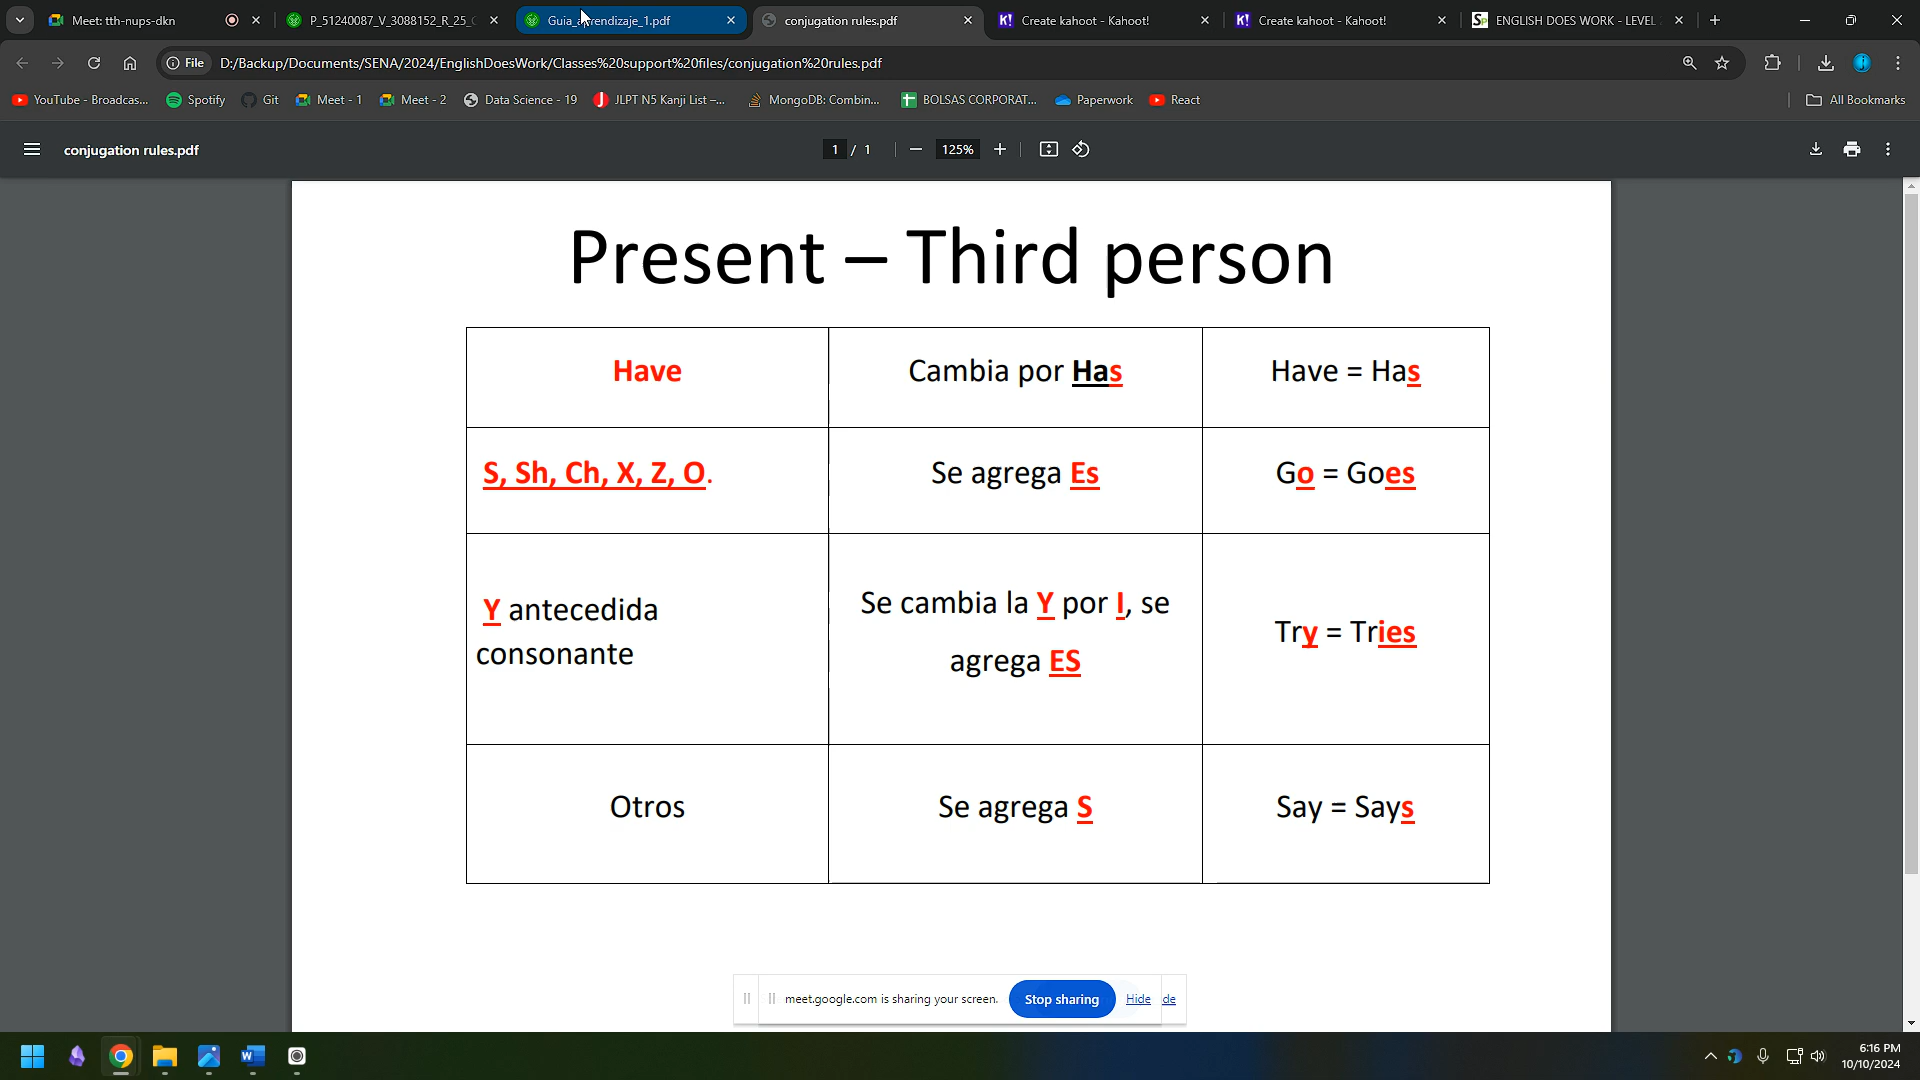 Meet: tth-nups-dkn
P_51240087_V_3088152_R_25_C
Guia_aprendizaje_1.pdf
conjugation rules.pdf
Create kahoot - Kahoot!
Create kahoot - Kahoot!
ENGLISH DOES WORK - LEVEL
File
D:/Backup/Documents/SENA/2024/EnglishDoesWork/Classes%20support%20files/conjugation%20rules.pdf
YouTube - Broadcas...
Spotify
Git
Meet - 1
Meet - 2
Data Science - 19
JLPT N5 Kanji List –...
MongoDB: Combin...
BOLSAS CORPORAT...
Paperwork
React
All Bookmarks
conjugation rules.pdf
1 / 1
125%
Present – Third person
Have
Cambia por Has
Have = Has
S, Sh, Ch, X, Z, O.
Se agrega Es
Go = Goes
Y antecedida
consonante
Se cambia la Y por I, se
agrega ES
Try = Tries
Otros
Se agrega S
Say = Says
meet.google.com is sharing your screen.
Stop sharing
Hide
de
6:16 PM
10/10/2024